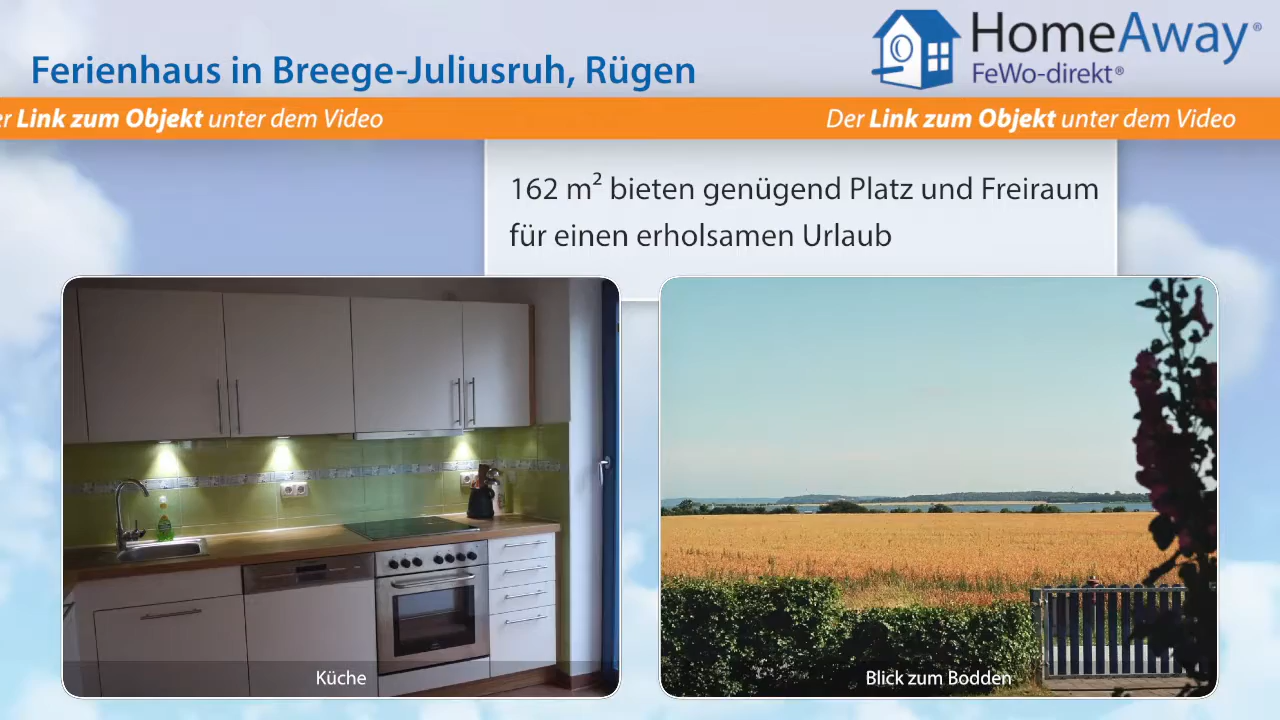 HomeAway®
FeWo-direkt®
Ferienhaus in Breege-Juliusruh, Rügen
er Link zum Objekt unter dem Video
Der Link zum Objekt unter dem Video
162 m² bieten genügend Platz und Freiraum
für einen erholsamen Urlaub
Küche
Blick zum Bodden